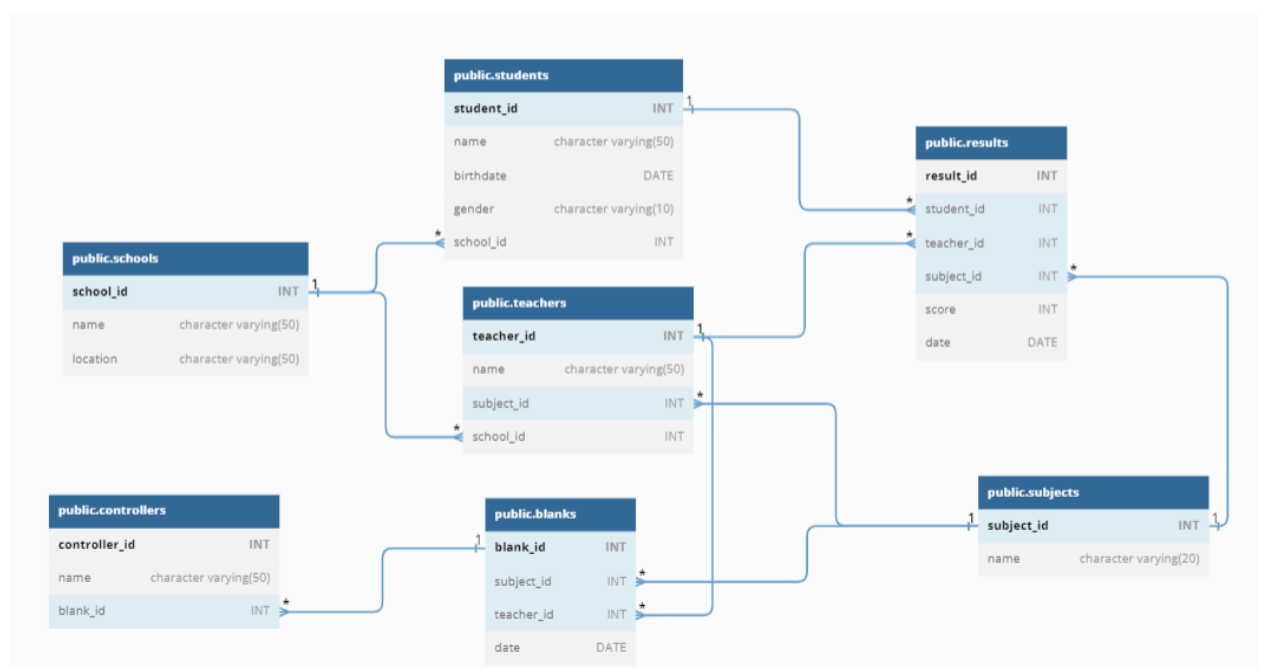 public.students
student_id INT
name character varying(50)
birthdate DATE
gender character varying(10)
school_id INT
public.results
result_id INT
student_id INT
teacher_id INT
subject_id INT
score INT
date DATE
public.schools
school_id INT
name character varying(50)
location character varying(50)
public.teachers
teacher_id INT
name character varying(50)
subject_id INT
school_id INT
public.controllers
controller_id INT
name character varying(50)
blank_id INT
public.blanks
blank_id INT
subject_id INT
teacher_id INT
date DATE
public.subjects
subject_id INT
name character varying(20)
1
*
*
*
*
1
*
1
*
1
*
*
1
1
*